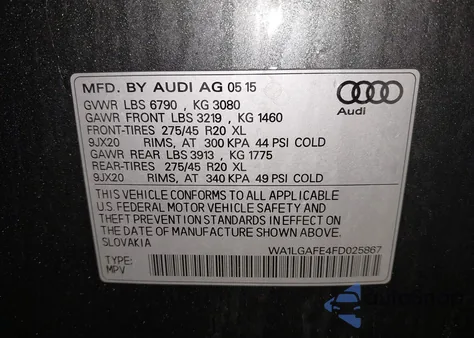 MFD. BY AUDI AG 05 15
GVWR LBS 6790 , KG 3080
GAWR FRONT LBS 3219 , KG 1460
FRONT-TIRES 275/45 R20 XL
9JX20 RIMS, AT 300 KPA 44 PSI COLD
GAWR REAR LBS 3913 , KG 1775
REAR-TIRES 275/45 R20 XL
9JX20 RIMS, AT 340 KPA 49 PSI COLD
Audi
THIS VEHICLE CONFORMS TO ALL APPLICABLE
U.S. FEDERAL MOTOR VEHICLE SAFETY AND
THEFT PREVENTION STANDARDS IN EFFECT ON
THE DATE OF MANUFACTURE SHOWN ABOVE.
SLOVAKIA
WA1LGAFE4FD025867
TYPE:
MPV